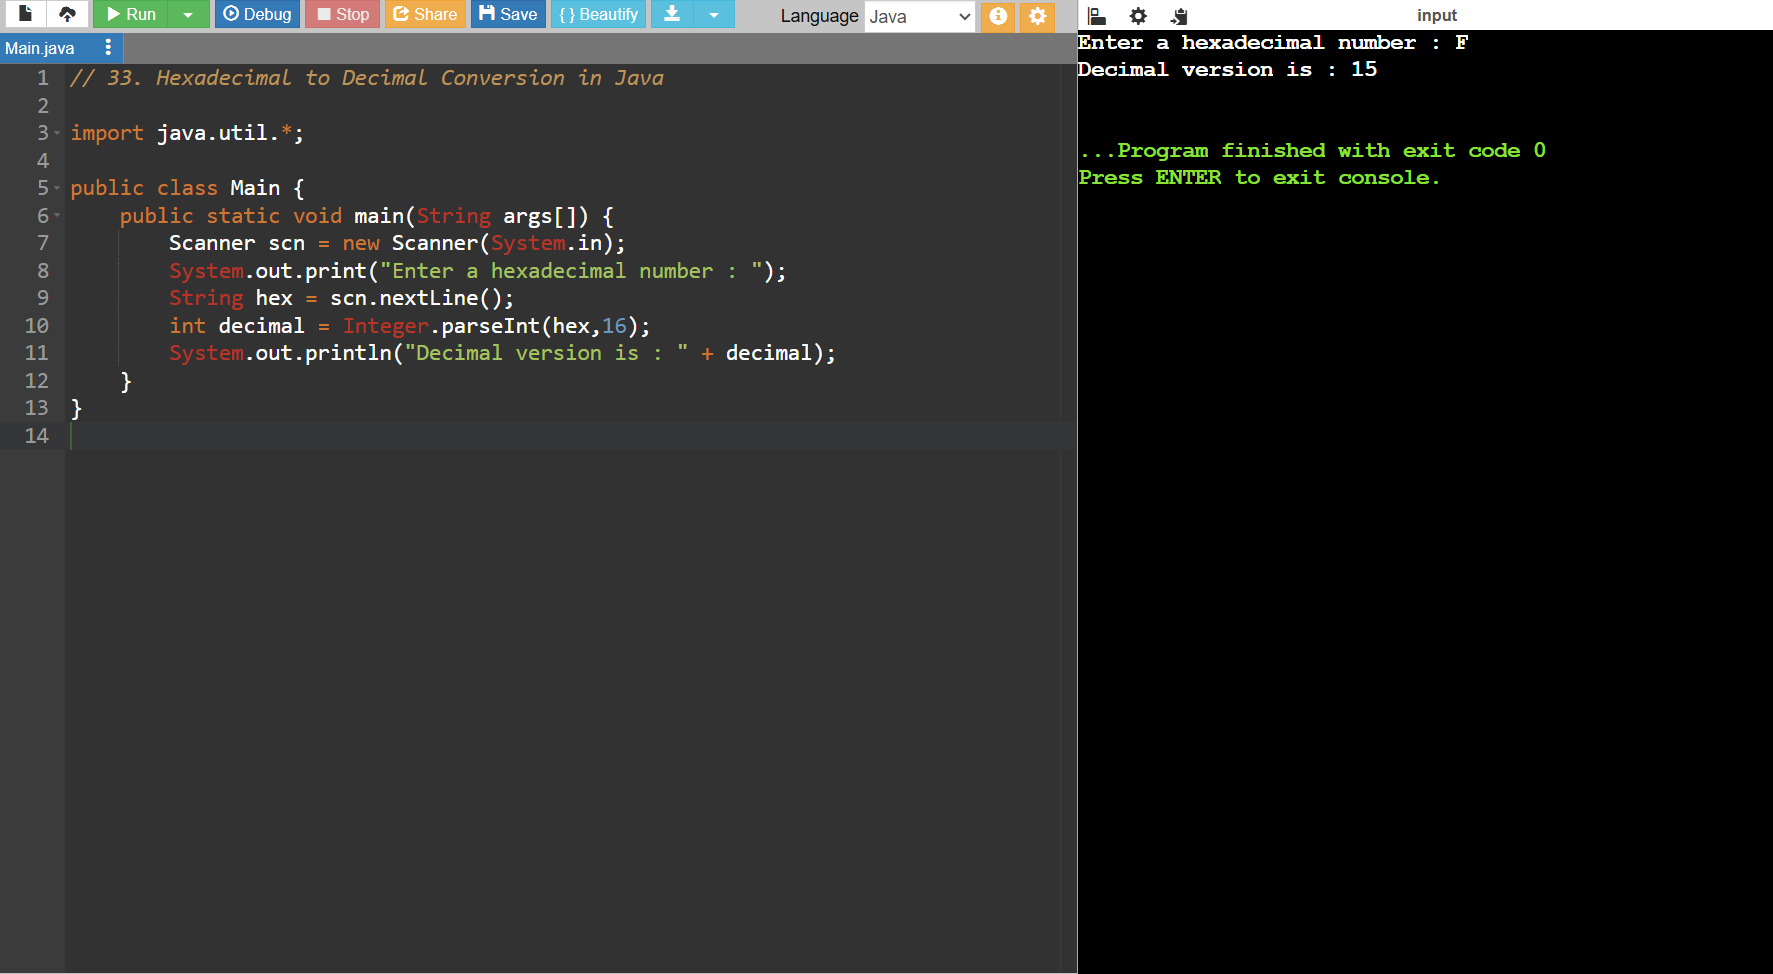 Run Debug Stop Share Save { } Beautify Language Java
input
Main.java
1 // 33. Hexadecimal to Decimal Conversion in Java
2
3 import java.util.*;
4
5 public class Main {
6 public static void main(String args[]) {
7 Scanner scn = new Scanner(System.in);
8 System.out.print("Enter a hexadecimal number : ");
9 String hex = scn.nextLine();
10 int decimal = Integer.parseInt(hex,16);
11 System.out.println("Decimal version is : " + decimal);
12 }
13 }
14
Enter a hexadecimal number : F
Decimal version is : 15
...Program finished with exit code 0
Press ENTER to exit console.